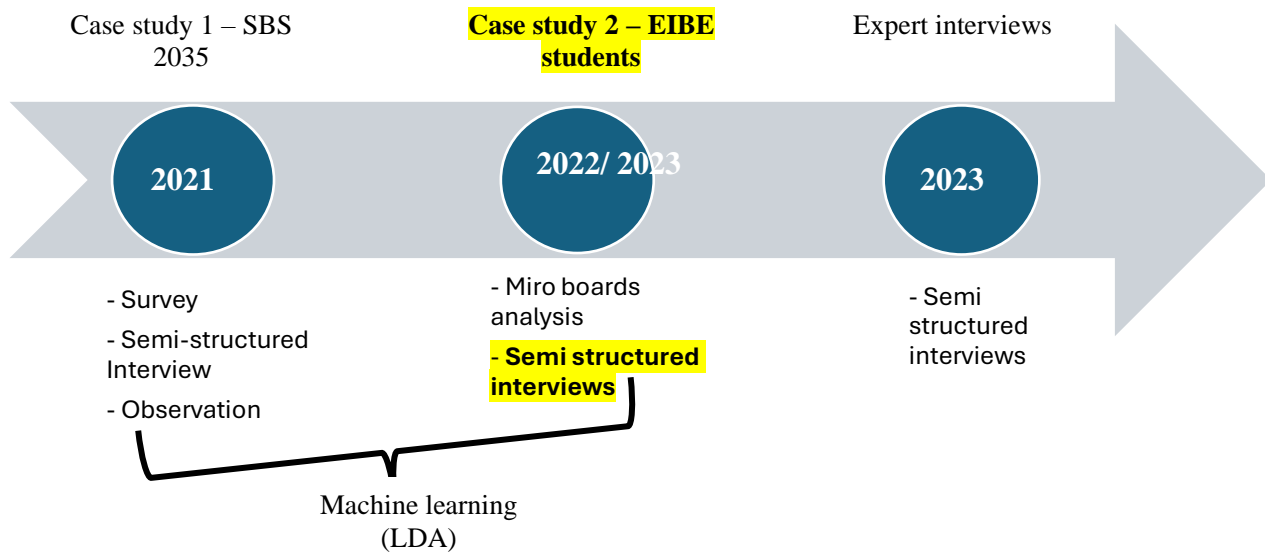 Case study 1 – SBS
2035
Case study 2 – EIBE
students
Expert interviews
2021
2022/ 2023
2023
- Survey
- Semi-structured
Interview
- Observation
- Miro boards
analysis
- Semi structured
interviews
- Semi
structured
interviews
Machine learning
(LDA)